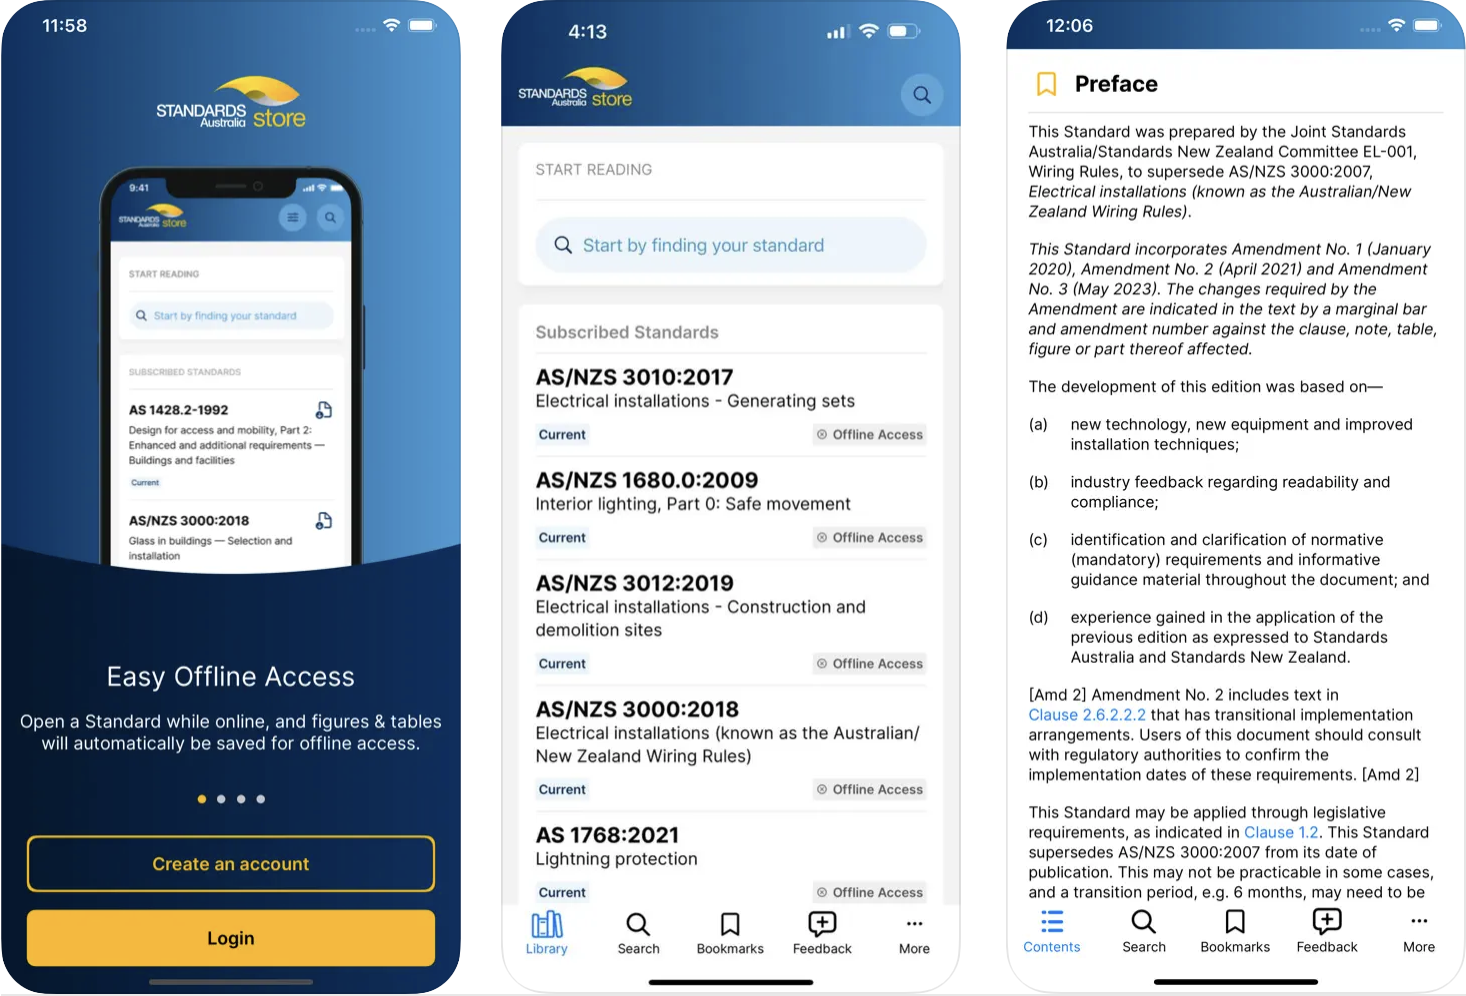 11:58
STANDARDS
Australia store
9:41
STANDARDS
Australia store
START READING
Start by finding your standard
SUBSCRIBED STANDARDS
AS 1428.2-1992
Design for access and mobility, Part 2:
Enhanced and additional requirements —
Buildings and facilities
Current
AS/NZS 3000:2018
Glass in buildings — Selection and
installation
Easy Offline Access
Open a Standard while online, and figures & tables
will automatically be saved for offline access.
Create an account
Login
4:13
STANDARDS
Australia store
START READING
Start by finding your standard
Subscribed Standards
AS/NZS 3010:2017
Electrical installations - Generating sets
Current Offline Access
AS/NZS 1680.0:2009
Interior lighting, Part 0: Safe movement
Current Offline Access
AS/NZS 3012:2019
Electrical installations - Construction and
demolition sites
Current Offline Access
AS/NZS 3000:2018
Electrical installations (known as the Australian/
New Zealand Wiring Rules)
Current Offline Access
AS 1768:2021
Lightning protection
Current Offline Access
Library Search Bookmarks Feedback More
12:06
Preface
This Standard was prepared by the Joint Standards
Australia/Standards New Zealand Committee EL-001,
Wiring Rules, to supersede AS/NZS 3000:2007,
Electrical installations (known as the Australian/New
Zealand Wiring Rules).
This Standard incorporates Amendment No. 1 (January
2020), Amendment No. 2 (April 2021) and Amendment
No. 3 (May 2023). The changes required by the
Amendment are indicated in the text by a marginal bar
and amendment number against the clause, note, table,
figure or part thereof affected.
The development of this edition was based on—
(a) new technology, new equipment and improved
installation techniques;
(b) industry feedback regarding readability and
compliance;
(c) identification and clarification of normative
(mandatory) requirements and informative
guidance material throughout the document; and
(d) experience gained in the application of the
previous edition as expressed to Standards
Australia and Standards New Zealand.
[Amd 2] Amendment No. 2 includes text in
Clause 2.6.2.2.2 that has transitional implementation
arrangements. Users of this document should consult
with regulatory authorities to confirm the
implementation dates of these requirements. [Amd 2]
This Standard may be applied through legislative
requirements, as indicated in Clause 1.2. This Standard
supersedes AS/NZS 3000:2007 from its date of
publication. This may not be practicable in some cases,
and a transition period, e.g. 6 months, may need to be
Contents Search Bookmarks Feedback More